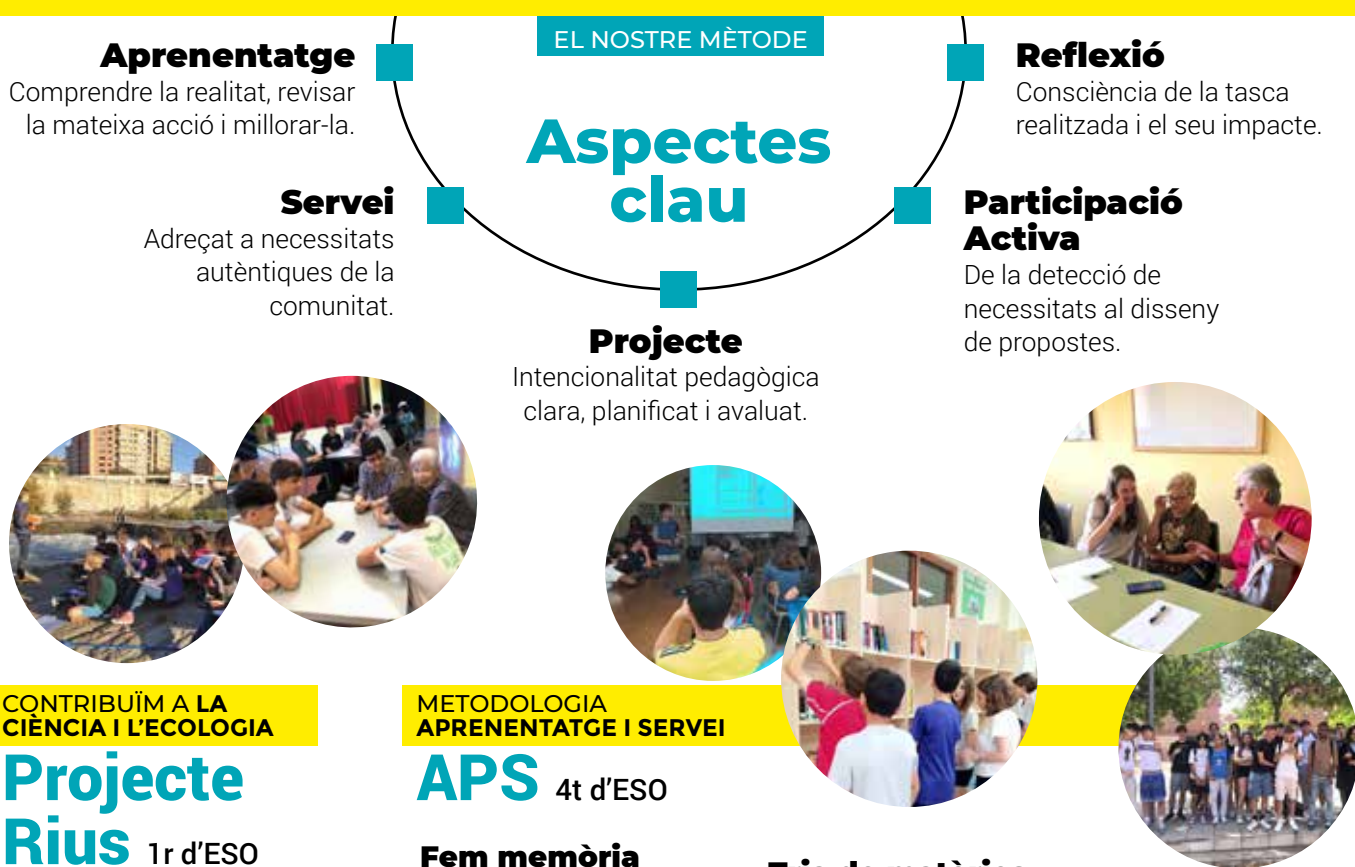 EL NOSTRE MÈTODE
Aspectes
clau
Aprenentatge
Comprendre la realitat, revisar
la mateixa acció i millorar-la.
Servei
Adreçat a necessitats
autèntiques de la
comunitat.
Projecte
Intencionalitat pedagògica
clara, planificat i avaluat.
Participació
Activa
De la detecció de
necessitats al disseny
de propostes.
Reflexió
Consciència de la tasca
realitzada i el seu impacte.
CONTRIBUÏM A LA
CIÈNCIA I L'ECOLOGIA
Projecte
Rius 1r d'ESO
METODOLOGIA
APRENENTATGE I SERVEI
APS 4t d'ESO
Fem memòria